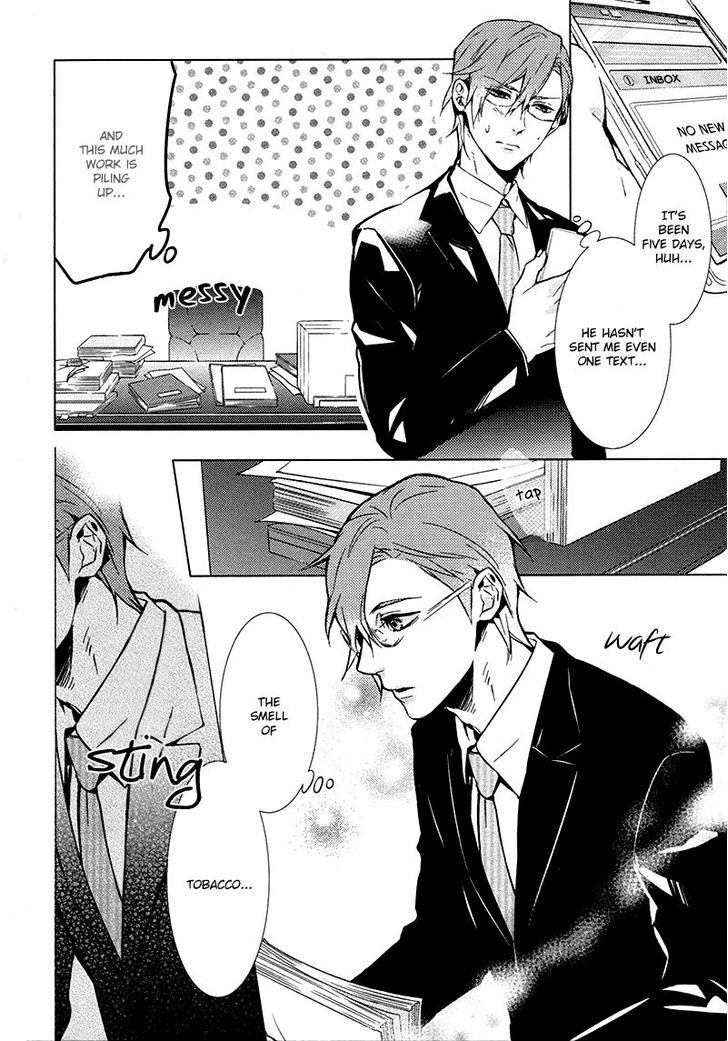 ① INBOX
NO NEW
MESSAG
IT'S
BEEN
FIVE DAYS,
HUH...
HE HASN'T
SENT ME EVEN
ONE TEXT...
AND
THIS MUCH
WORK IS
PILING
UP...
messy
tap
waft
THE
SMELL
OF
TOBACCO...
sting